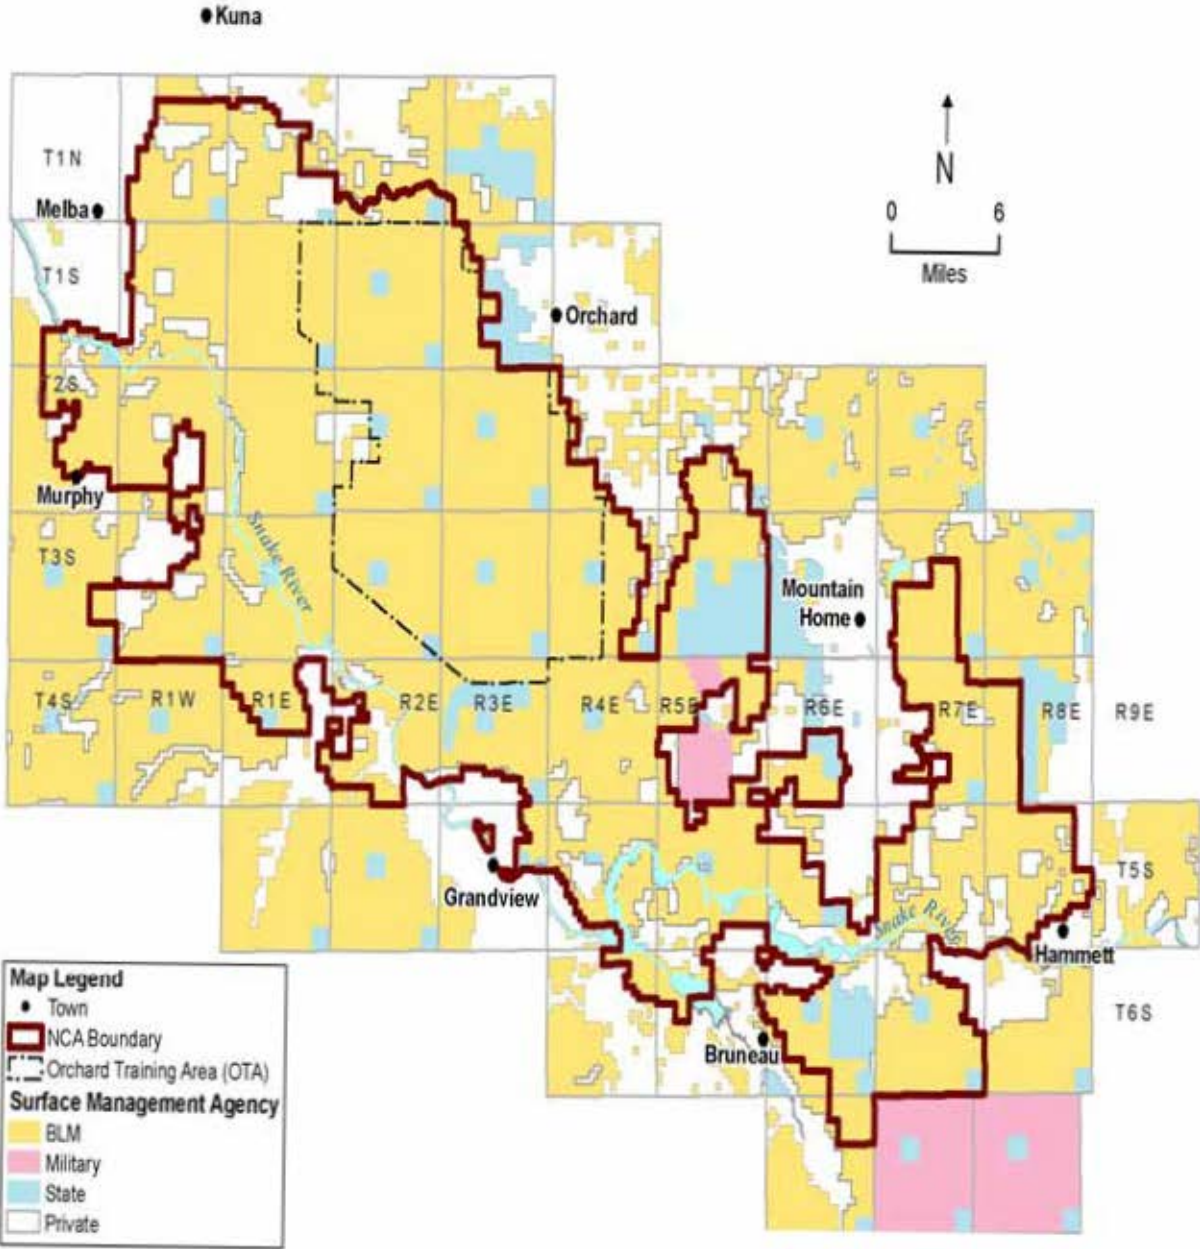 Kuna
N
0 6
Miles
T1N
Melba
T1S
Orchard
T2S
Murphy
Snake River
T3S
Mountain
Home
T4S R1W R1E R2E R3E R4E R5E R6E R7E R8E R9E
Grandview
T5S
Snake River
Hammett
T6S
Bruneau
Map Legend
Town
NCA Boundary
Orchard Training Area (OTA)
Surface Management Agency
BLM
Military
State
Private